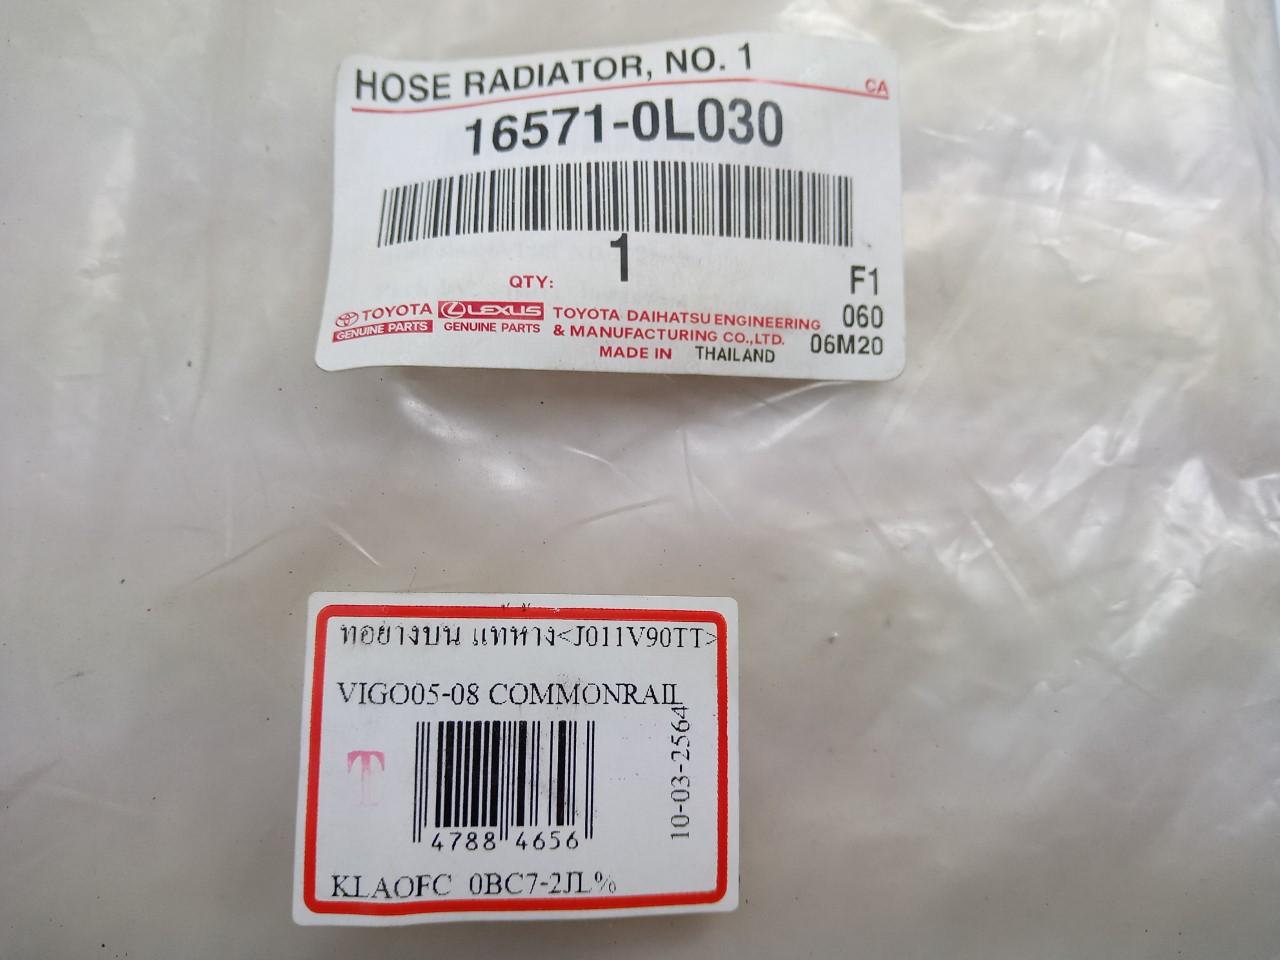 HOSE RADIATOR, NO. 1
CA
16571-0L030
1
QTY:
F1
TOYOTA LEXUS TOYOTA DAIHATSU ENGINEERING 060
GENUINE PARTS GENUINE PARTS & MANUFACTURING CO.,LTD.
MADE IN THAILAND 06M20
ท่อยางบน แท้ห้าง<J011V90TT>
VIGO05-08 COMMONRAIL
T
10-03-2564
4788 4656
KLAOFC 0BC7-2JL%